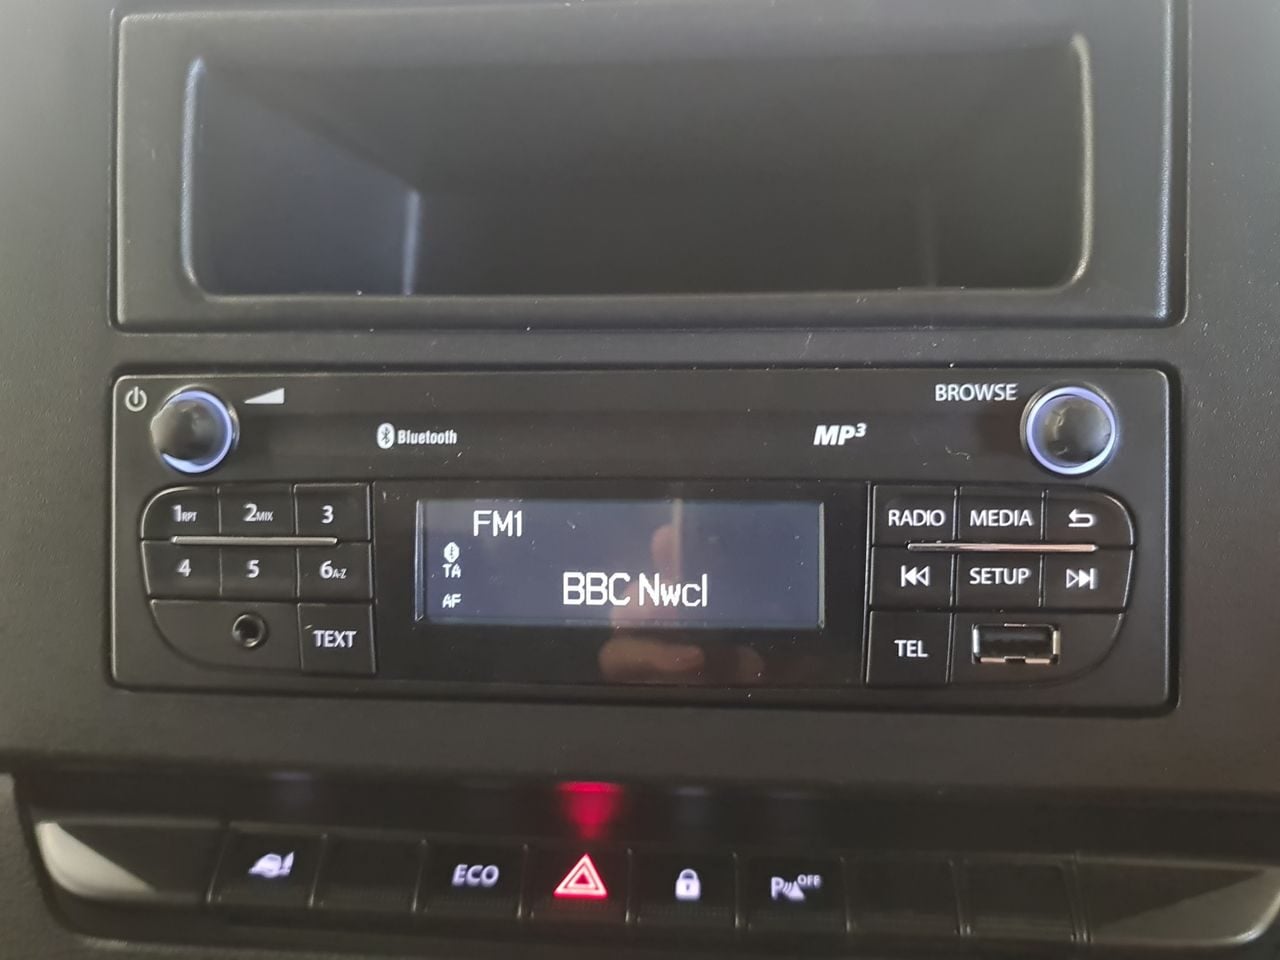 BROWSE
Bluetooth
MP3
1RPT 2MIX 3
RADIO MEDIA
FM1
TA
4 5 6A-Z
SETUP
AF
BBC Nwcl
TEXT
TEL
ECO
P OFF